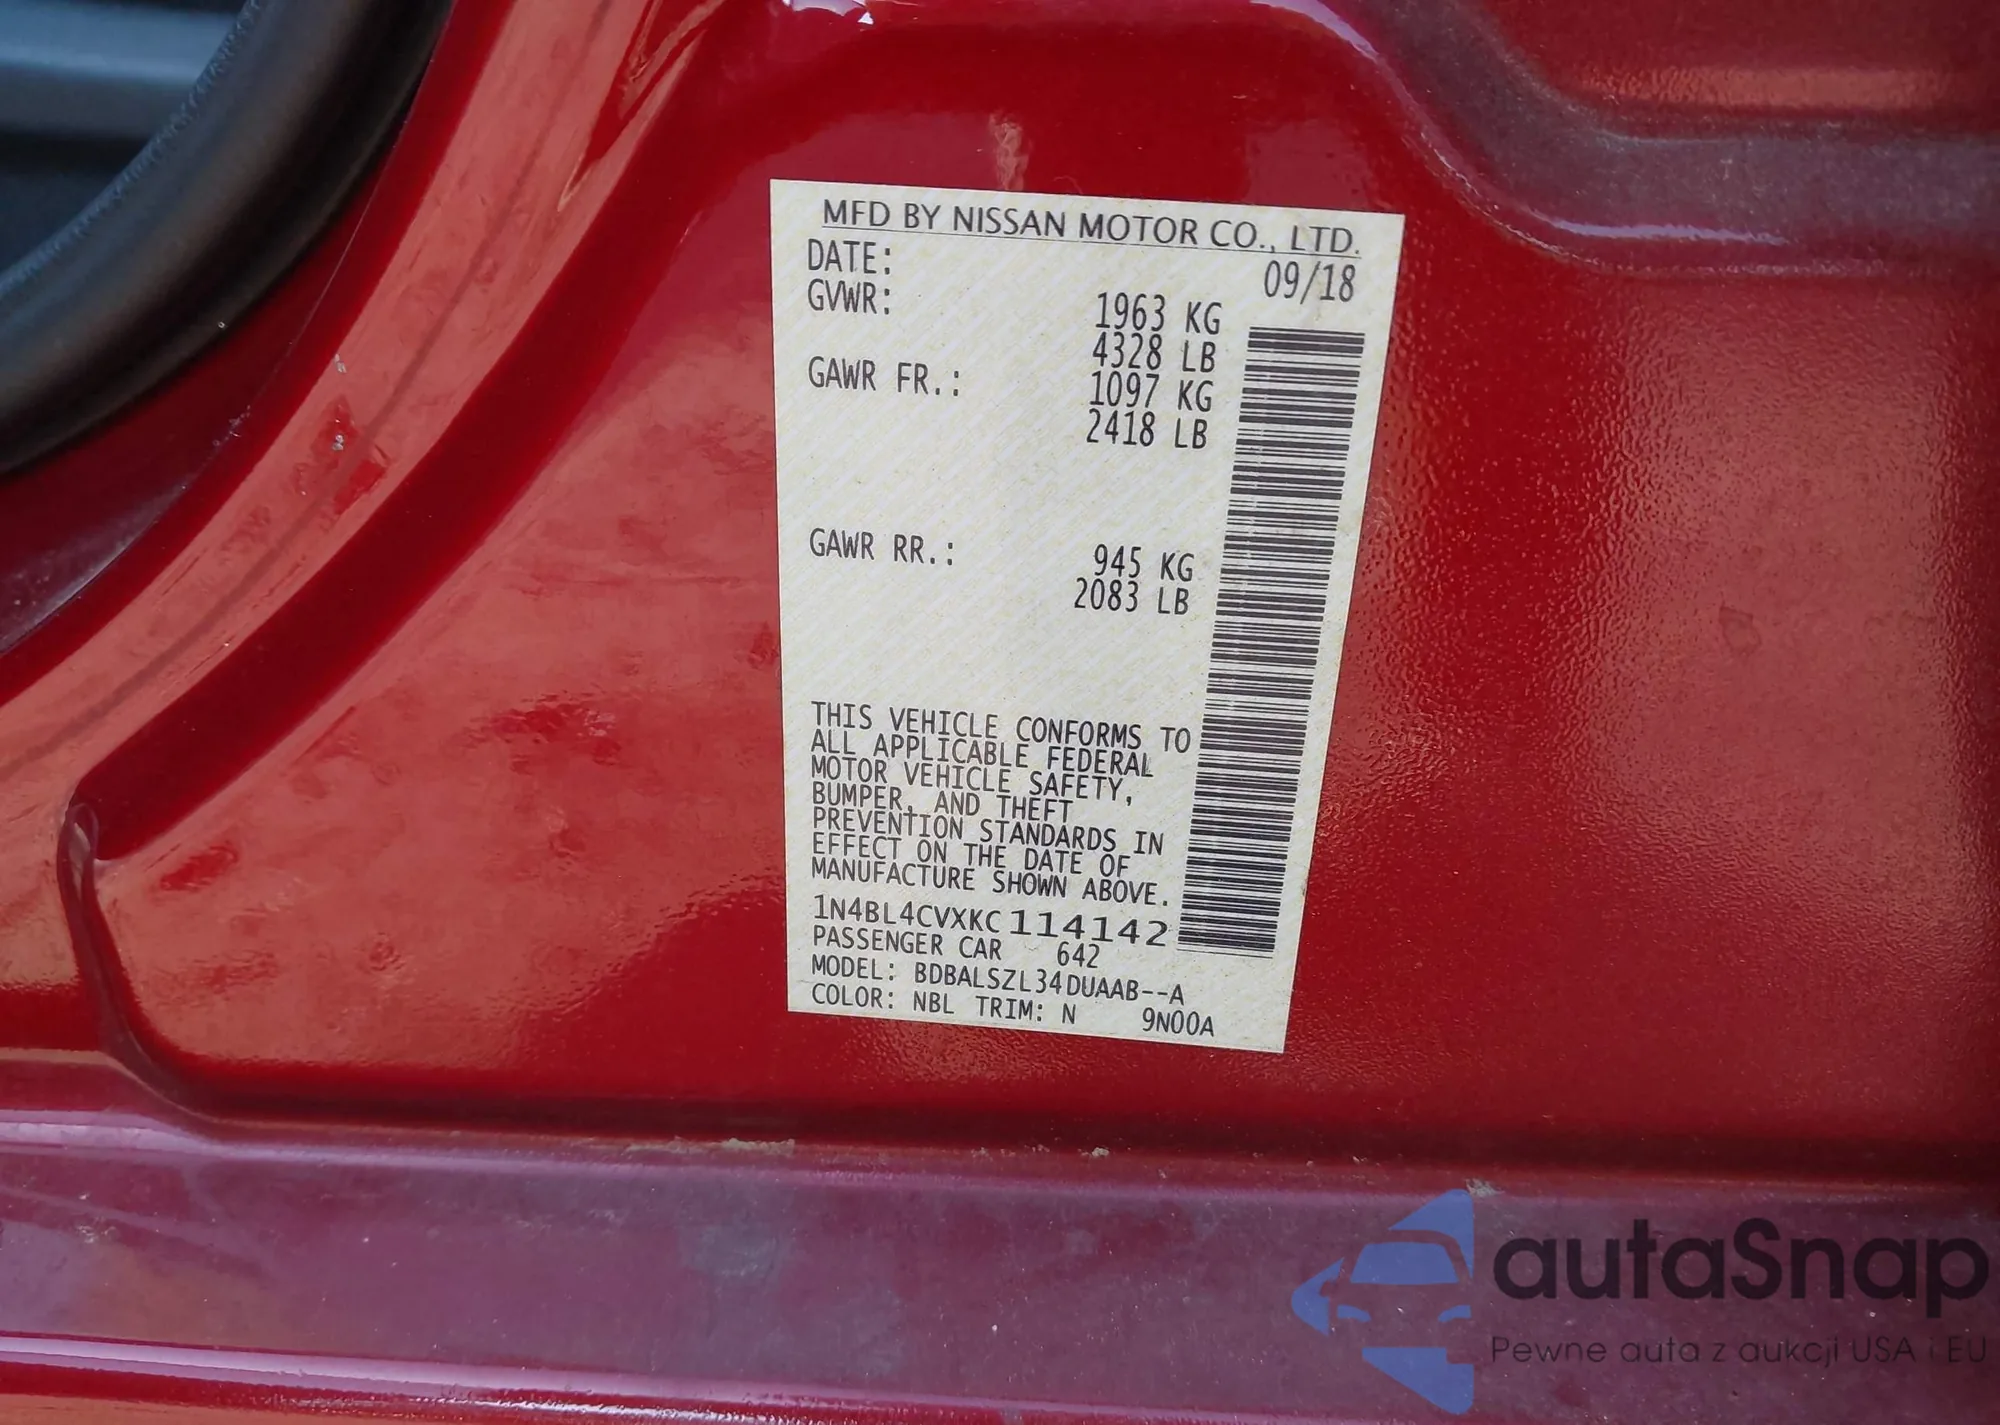 MFD BY NISSAN MOTOR CO., LTD.
DATE: 09/18
GVWR: 1963 KG
4328 LB
GAWR FR.: 1097 KG
2418 LB
GAWR RR.: 945 KG
2083 LB
THIS VEHICLE CONFORMS TO
ALL APPLICABLE FEDERAL
MOTOR VEHICLE SAFETY,
BUMPER, AND THEFT
PREVENTION STANDARDS IN
EFFECT ON THE DATE OF
MANUFACTURE SHOWN ABOVE.
1N4BL4CVXKC114142
PASSENGER CAR 642
MODEL: BDBALSZL34DUAAB--A
COLOR: NBL TRIM: N 9N00A
autaSnap
Pewne auta z aukcji USA i EU